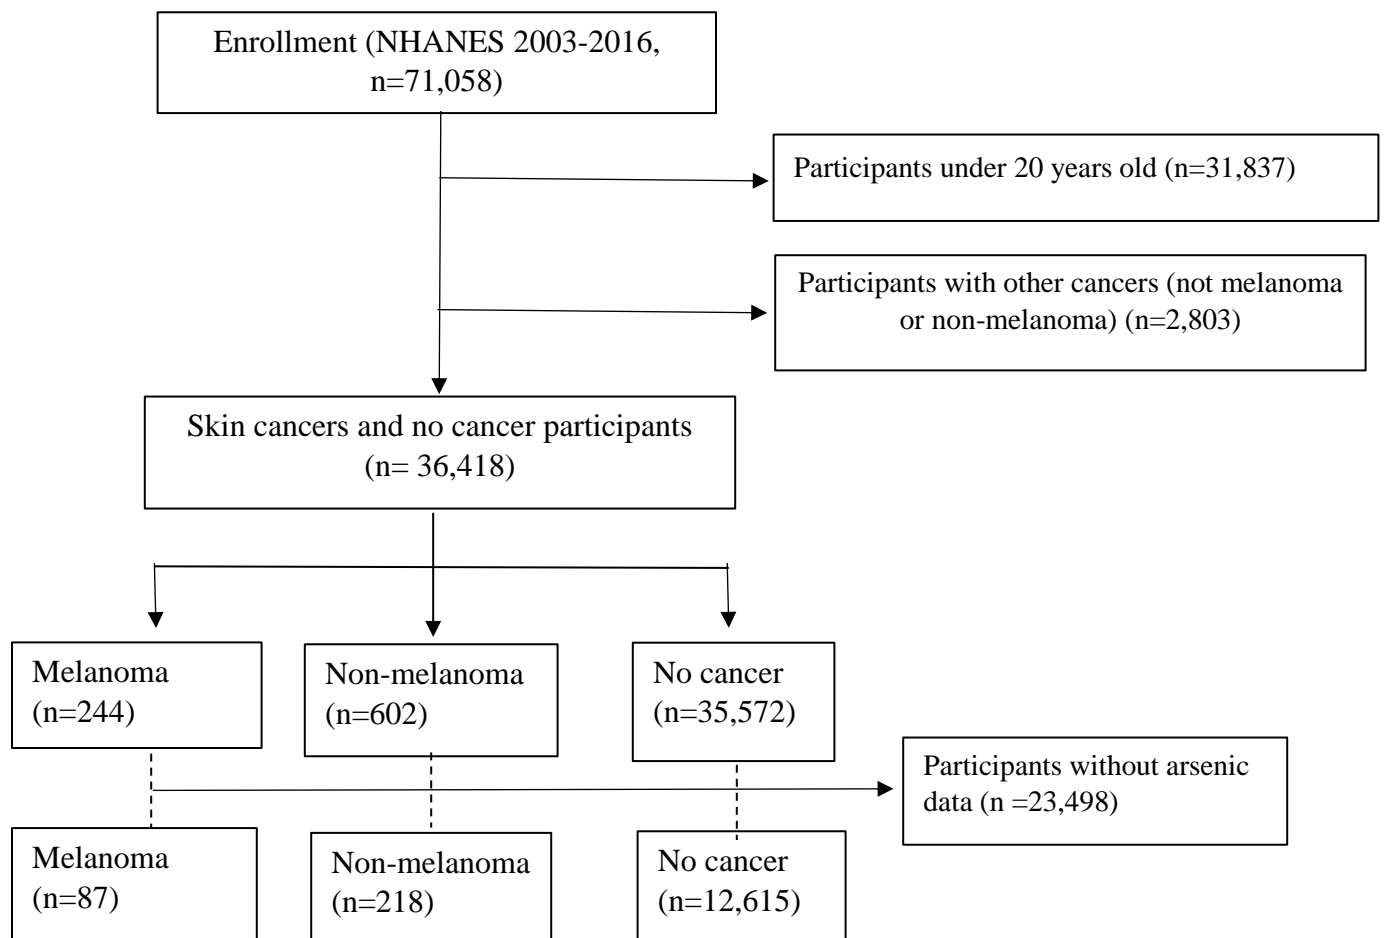 Enrollment (NHANES 2003-2016,
n=71,058)
Participants under 20 years old (n=31,837)
Participants with other cancers (not melanoma
or non-melanoma) (n=2,803)
Skin cancers and no cancer participants
(n= 36,418)
Melanoma
(n=244)
Non-melanoma
(n=602)
No cancer
(n=35,572)
Participants without arsenic
data (n =23,498)
Melanoma
(n=87)
Non-melanoma
(n=218)
No cancer
(n=12,615)